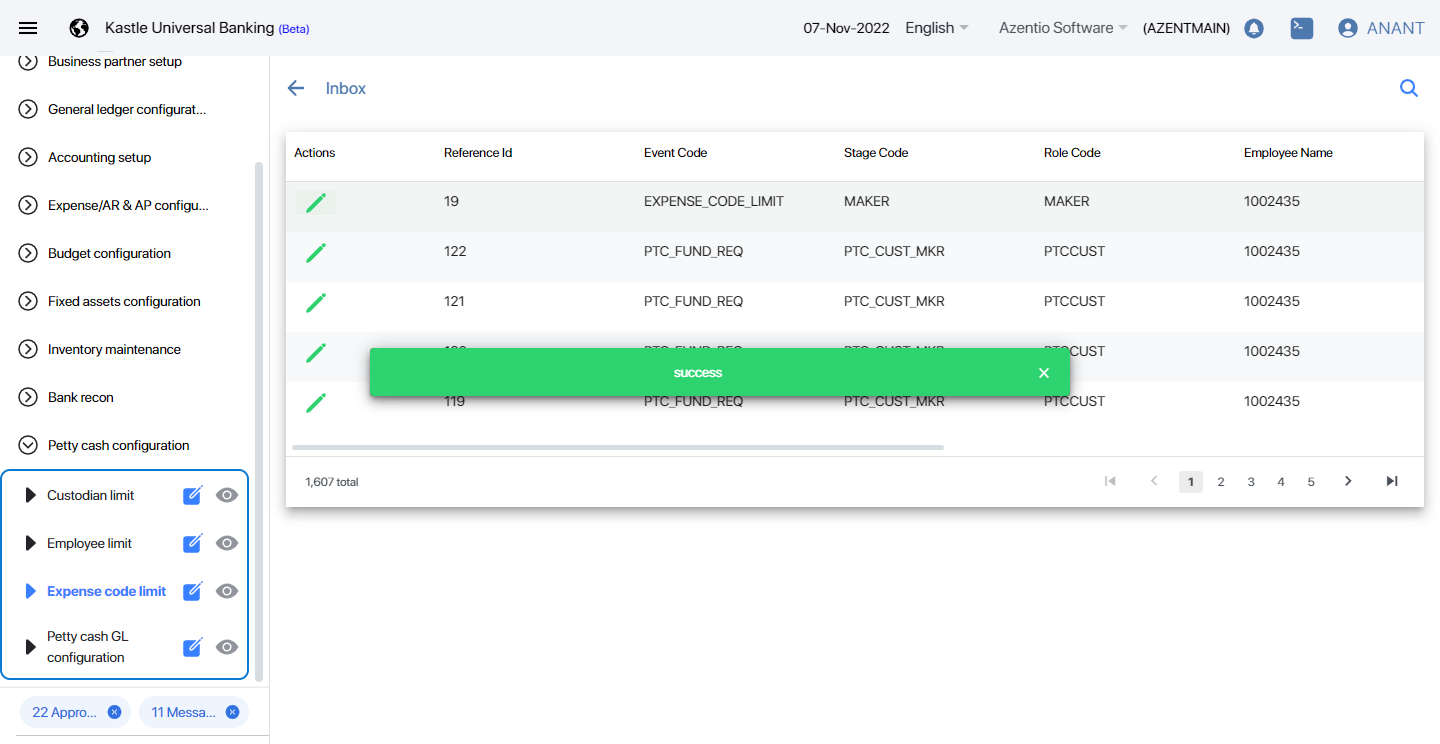 Kastle Universal Banking (Beta)
07-Nov-2022 English Azentio Software (AZENTMAIN) ANANT
Business partner setup
General ledger configurat...
Accounting setup
Expense/AR & AP configu...
Budget configuration
Fixed assets configuration
Inventory maintenance
Bank recon
Petty cash configuration
Custodian limit
Employee limit
Expense code limit
Petty cash GL
configuration
22 Appro... 11 Messa...
Inbox
Actions Reference Id Event Code Stage Code Role Code Employee Name
19 EXPENSE_CODE_LIMIT MAKER MAKER 1002435
122 PTC_FUND_REQ PTC_CUST_MKR PTCCUST 1002435
121 PTC_FUND_REQ PTC_CUST_MKR PTCCUST 1002435
PTC_FUND_REQ PTC_CUST_MKR PTCCUST 1002435
success
119 PTC_FUND_REQ PTC_CUST_MKR PTCCUST 1002435
1,607 total 1 2 3 4 5